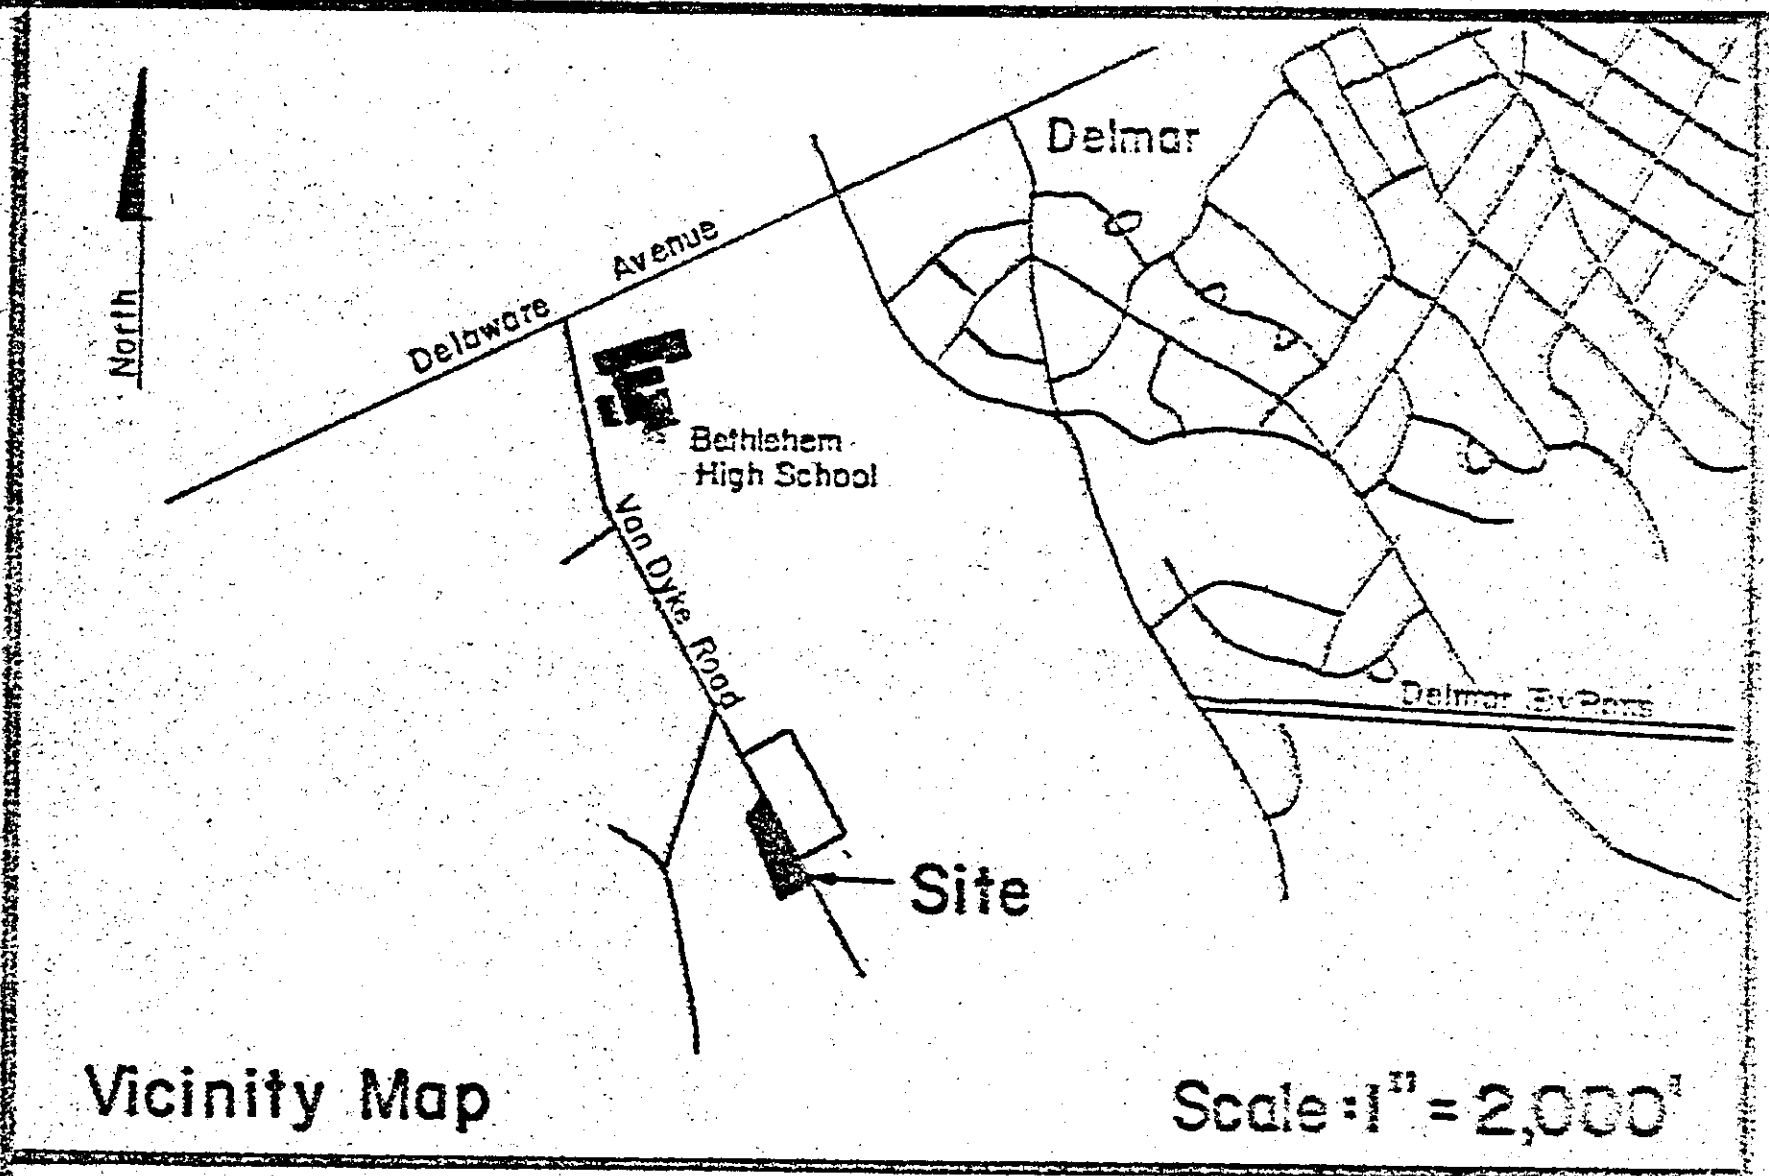 Delmar
North
Delaware Avenue
Bethlehem
High School
Van Dyke Road
Delmar By Pass
Site
Vicinity Map
Scale: 1" = 2,000'